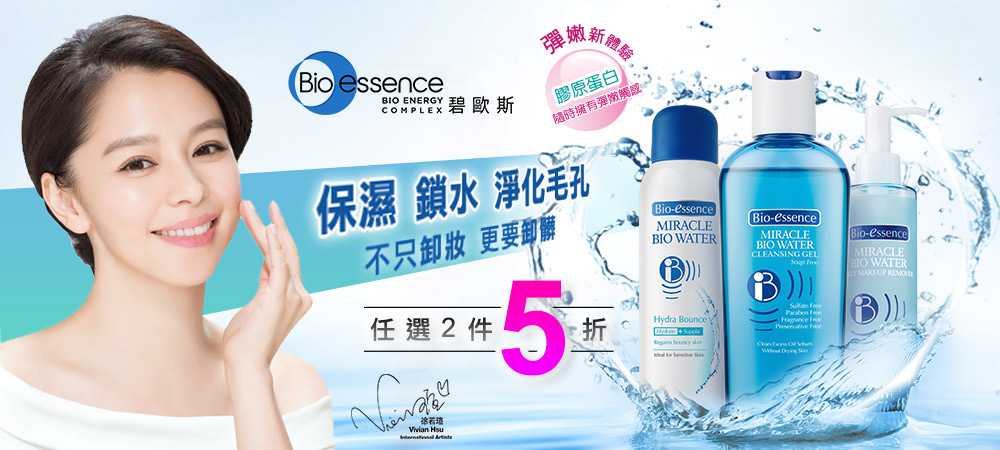 Bio essence
BIO ENERGY
COMPLEX 碧歐斯
彈嫩新體驗
膠原蛋白
隨時擁有彈嫩觸感
保濕 鎖水 淨化毛孔
不只卸妝 更要卸髒
任選2件5折
Vivian
徐若瑄
Vivian Hsu
International Artiste
Bio-essence
MIRACLE
BIO WATER
Hydra Bounce
Hydrate + Supple
Regains bouncy skin
Ideal for Sensitive Skin
Bio-essence
MIRACLE
BIO WATER
CLEANSING GEL
Soap Free
Sulfate Free
Paraben Free
Fragrance Free
Preservative Free
Clears Excess Oil Sebum
Without Drying Skin
Bio-essence
MIRACLE
BIO WATER
MAKEUP REMOVER